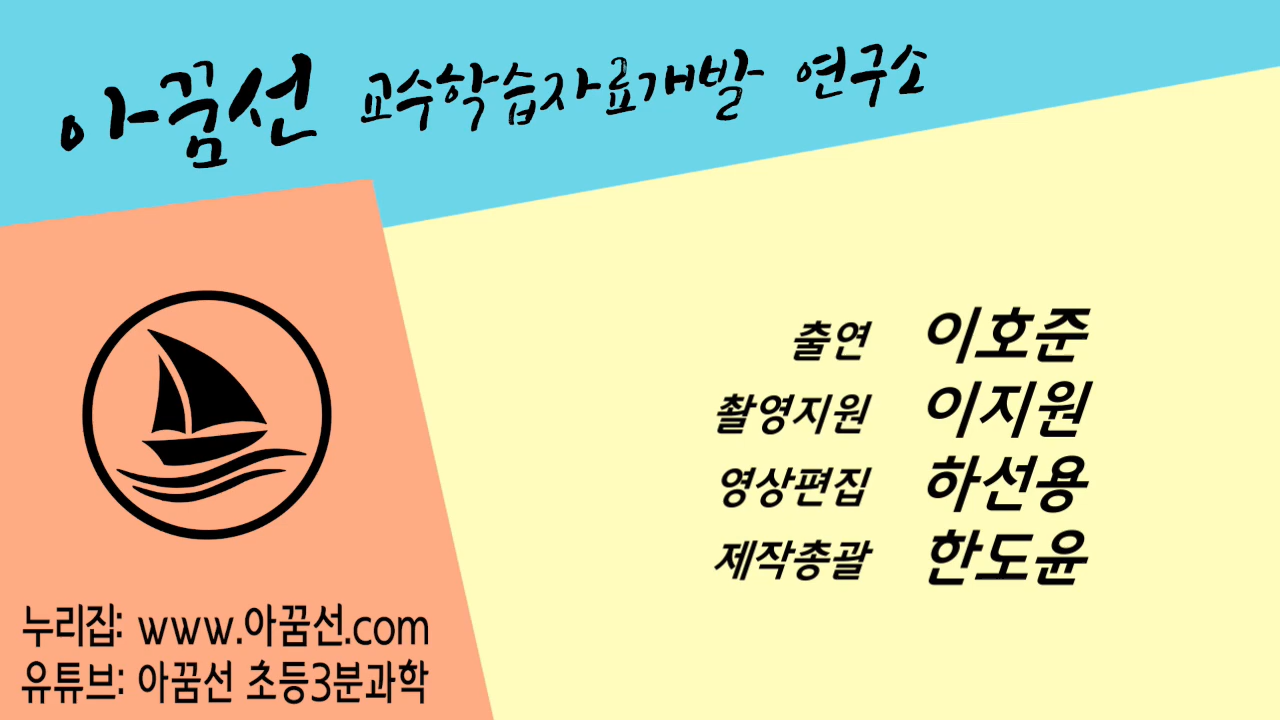 아꿈선 교수학습자료개발 연구소
출연 이호준
촬영지원 이지원
영상편집 하선용
제작총괄 한도윤
누리집: www.아꿈선.com
유튜브: 아꿈선 초등3분과학